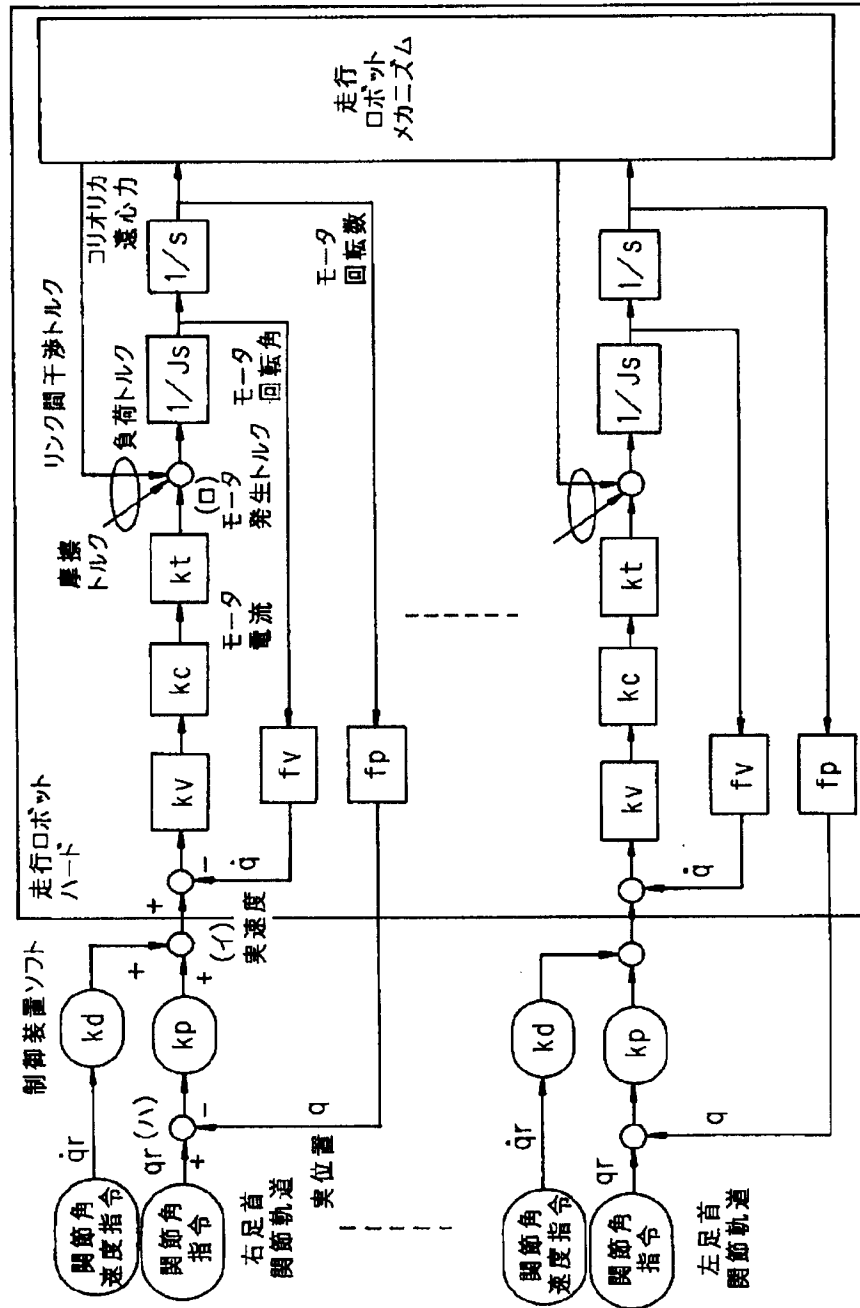 制御装置ソフト
走行ロボット
ハード
関節角
速度指令
q̇r
kd
+
関節角
指令
qr
(ハ)
+
−
kp
+
(イ)
実速度
+
−
q̇
kv
kc
モータ
電流
kt
(ロ)
モータ
発生トルク
摩擦
トルク
リンク間干渉トルク
負荷トルク
1/Js
モータ
回転角
コリオリカ
遠心力
1/s
モータ
回転数
fv
fp
q
実位置
右足首
関節軌道
走行
ロボット
メカニズム
関節角
速度指令
q̇r
kd
関節角
指令
qr
kp
q̇
kv
kc
kt
1/Js
1/s
fv
fp
q
左足首
関節軌道